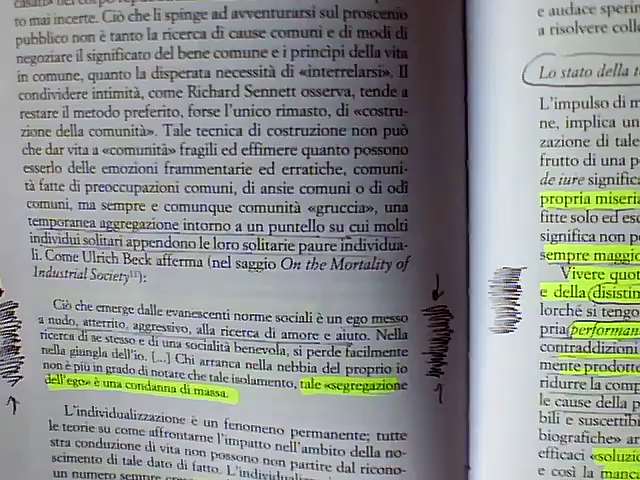 to mai incerte. Ciò che li spinge ad avventurarsi sul proscenio
pubblico non è tanto la ricerca di cause comuni e di modi di
negoziare il significato del bene comune e i principi della vita
in comune, quanto la disperata necessità di «interrelarsi». Il
condividere intimità, come Richard Sennett osserva, tende a
restare il metodo preferito, forse l'unico rimasto, di «costru-
zione della comunità». Tale tecnica di costruzione non può
che dar vita a «comunità» fragili ed effimere quanto possono
esserlo delle emozioni frammentarie ed erratiche, comuni-
tà fatte di preoccupazioni comuni, di ansie comuni o di odi
comuni, ma sempre e comunque comunità «gruccia», una
temporanea aggregazione intorno a un puntello su cui molti
individui solitari appendono le loro solitarie paure individua-
li. Come Ulrich Beck afferma (nel saggio On the Mortality of
Industrial Society):
Ciò che emerge dalle evanescenti norme sociali è un ego messo
a nudo, atterrito, aggressivo, alla ricerca di amore e aiuto. Nella
ricerca di se stesso e di una socialità benevola, si perde facilmente
nella giungla dell'io. [...] Chi arranca nella nebbia del proprio io
non è più in grado di notare che tale isolamento, tale «segregazione
dell'ego» è una condanna di massa.
L'individualizzazione è un fenomeno permanente; tutte
le teorie su come affrontarne l'impatto nell'ambito della no-
stra conduzione di vita non possono non partire dal ricono-
scimento di tale dato di fatto.
un numero sempre
e audace
a risolvere
Lo stato della
L'impulso di
ne, implica un
zazione di tale
frutto di una
de iure
propria miseria
fitte solo ed
significa non
sempre maggio
Vivere
e della
lorché si
pria
contraddizioni
mente prodotte
ridurre la
le cause della
bili e
biografiche»
efficaci
e così la